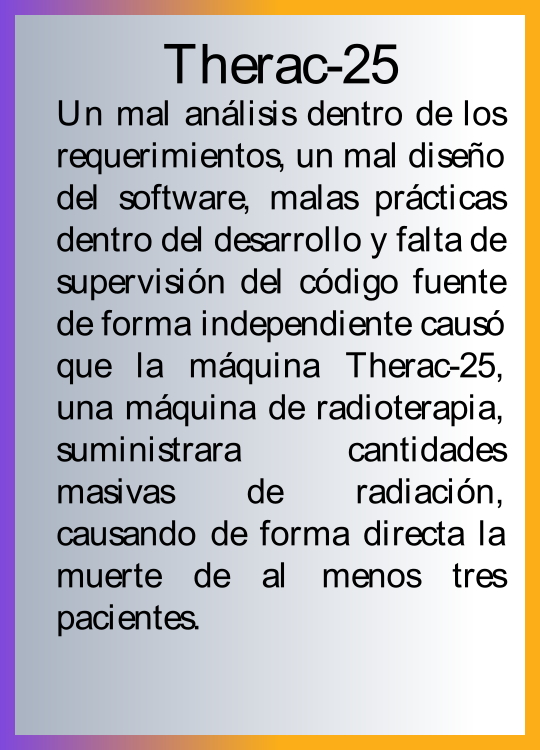 Therac-25
Un mal análisis dentro de los
requerimientos, un mal diseño
del software, malas prácticas
dentro del desarrollo y falta de
supervisión del código fuente
de forma independiente causó
que la máquina Therac-25,
una máquina de radioterapia,
suministrara cantidades
masivas de radiación,
causando de forma directa la
muerte de al menos tres
pacientes.